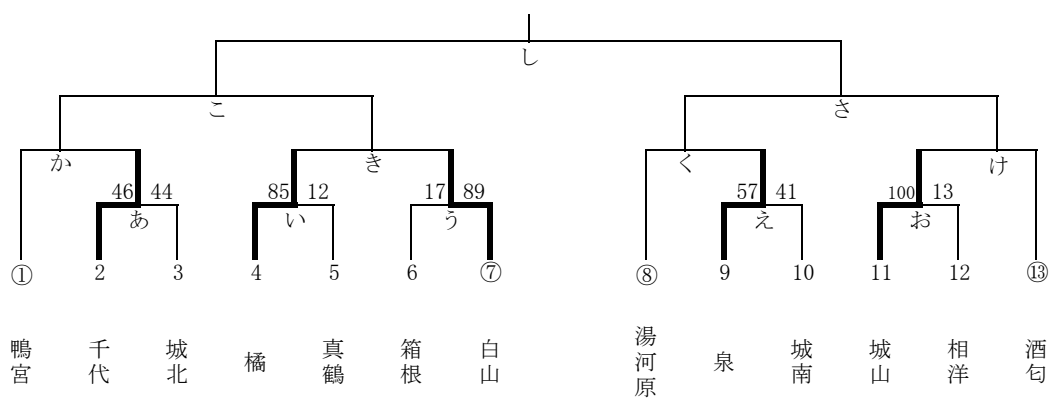 し
こ さ
か き く け
46 44 85 12 17 89 57 41 100 13
あ い う え お
① 2 3 4 5 6 ⑦ ⑧ 9 10 11 12 ⑬
鴨宮 千代 城北 橘 真鶴 箱根 白山 湯河原 泉 城南 城山 相洋 酒匂